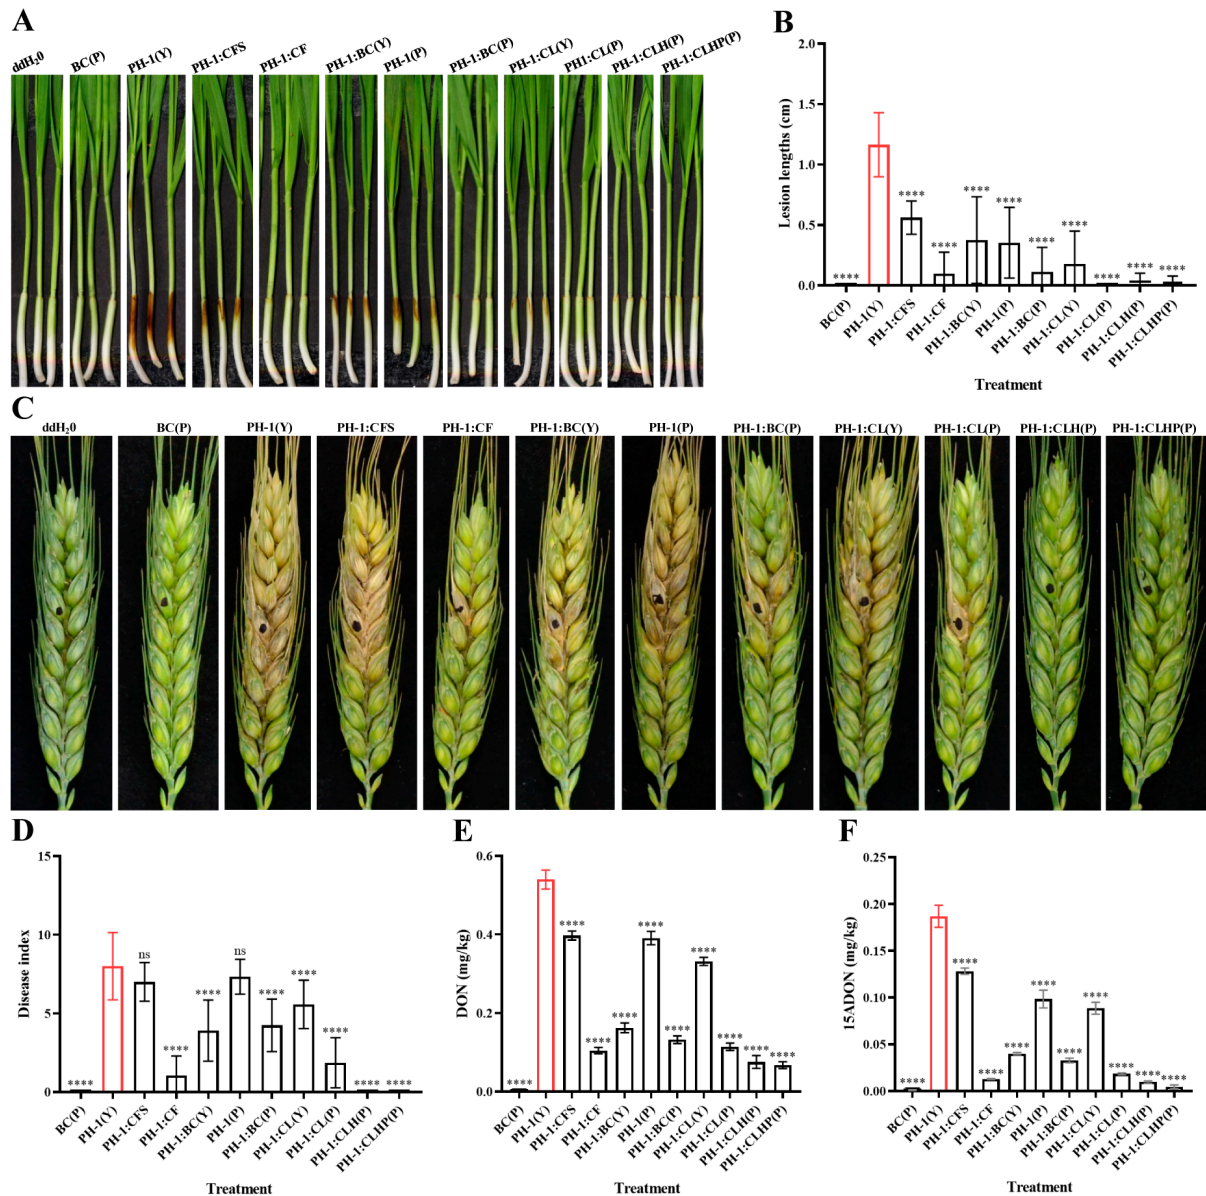 A
ddH₂0
BC(P)
PH-1(Y)
PH-1:CFS
PH-1:CF
PH-1:BC(Y)
PH-1(P)
PH-1:BC(P)
PH-1:CL(Y)
PH1:CL(P)
PH-1:CLH(P)
PH-1:CLHP(P)
B
2.0
1.5
1.0
0.5
0.0
Lesion lengths (cm)
****
****
****
****
****
****
****
****
****
****
BC(P)
PH-1(Y)
PH-1:CFS
PH-1:CF
PH-1:BC(Y)
PH-1(P)
PH-1:BC(P)
PH-1:CL(Y)
PH-1:CL(P)
PH-1:CLH(P)
PH-1:CLHP(P)
Treatment
C
ddH₂0
BC(P)
PH-1(Y)
PH-1:CFS
PH-1:CF
PH-1:BC(Y)
PH-1(P)
PH-1:BC(P)
PH-1:CL(Y)
PH-1:CL(P)
PH-1:CLH(P)
PH-1:CLHP(P)
D
15
10
5
0
Disease index
****
ns
****
****
ns
****
****
****
****
****
BC(P)
PH-1(Y)
PH-1:CFS
PH-1:CF
PH-1:BC(Y)
PH-1(P)
PH-1:BC(P)
PH-1:CL(Y)
PH-1:CL(P)
PH-1:CLH(P)
PH-1:CLHP(P)
Treatment
E
0.6
0.4
0.2
0.0
DON (mg/kg)
****
****
****
****
****
****
****
****
****
****
BC(P)
PH-1(Y)
PH-1:CFS
PH-1:CF
PH-1:BC(Y)
PH-1(P)
PH-1:BC(P)
PH-1:CL(Y)
PH-1:CL(P)
PH-1:CLH(P)
PH-1:CLHP(P)
Treatment
F
0.25
0.20
0.15
0.10
0.05
0.00
15ADON (mg/kg)
****
****
****
****
****
****
****
****
****
****
BC(P)
PH-1(Y)
PH-1:CFS
PH-1:CF
PH-1:BC(Y)
PH-1(P)
PH-1:BC(P)
PH-1:CL(Y)
PH-1:CL(P)
PH-1:CLH(P)
PH-1:CLHP(P)
Treatment